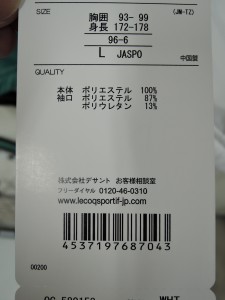 SIZE
胸囲 93- 99
(JM-TZ)
身長 172-178
96-6
中国製
L JASPO
QUALITY
本体 ポリエステル 100%
袖口 ポリエステル 87%
ポリウレタン 13%
株式会社デサント お客様相談室
フリーダイヤル 0120-46-0310
www.lecoqsportif-jp.com
4537197687043
00200
WHT